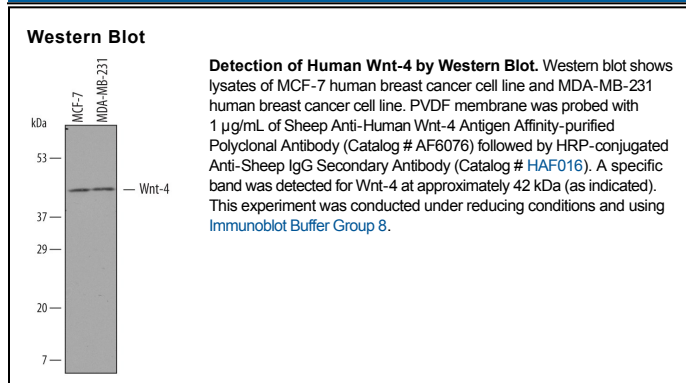 Western Blot
MCF-7
MDA-MB-231
kDa
53
Wnt-4
37
29
20
7
Detection of Human Wnt-4 by Western Blot. Western blot shows
lysates of MCF-7 human breast cancer cell line and MDA-MB-231
human breast cancer cell line. PVDF membrane was probed with
1 µg/mL of Sheep Anti-Human Wnt-4 Antigen Affinity-purified
Polyclonal Antibody (Catalog # AF6076) followed by HRP-conjugated
Anti-Sheep IgG Secondary Antibody (Catalog # HAF016). A specific
band was detected for Wnt-4 at approximately 42 kDa (as indicated).
This experiment was conducted under reducing conditions and using
Immunoblot Buffer Group 8.